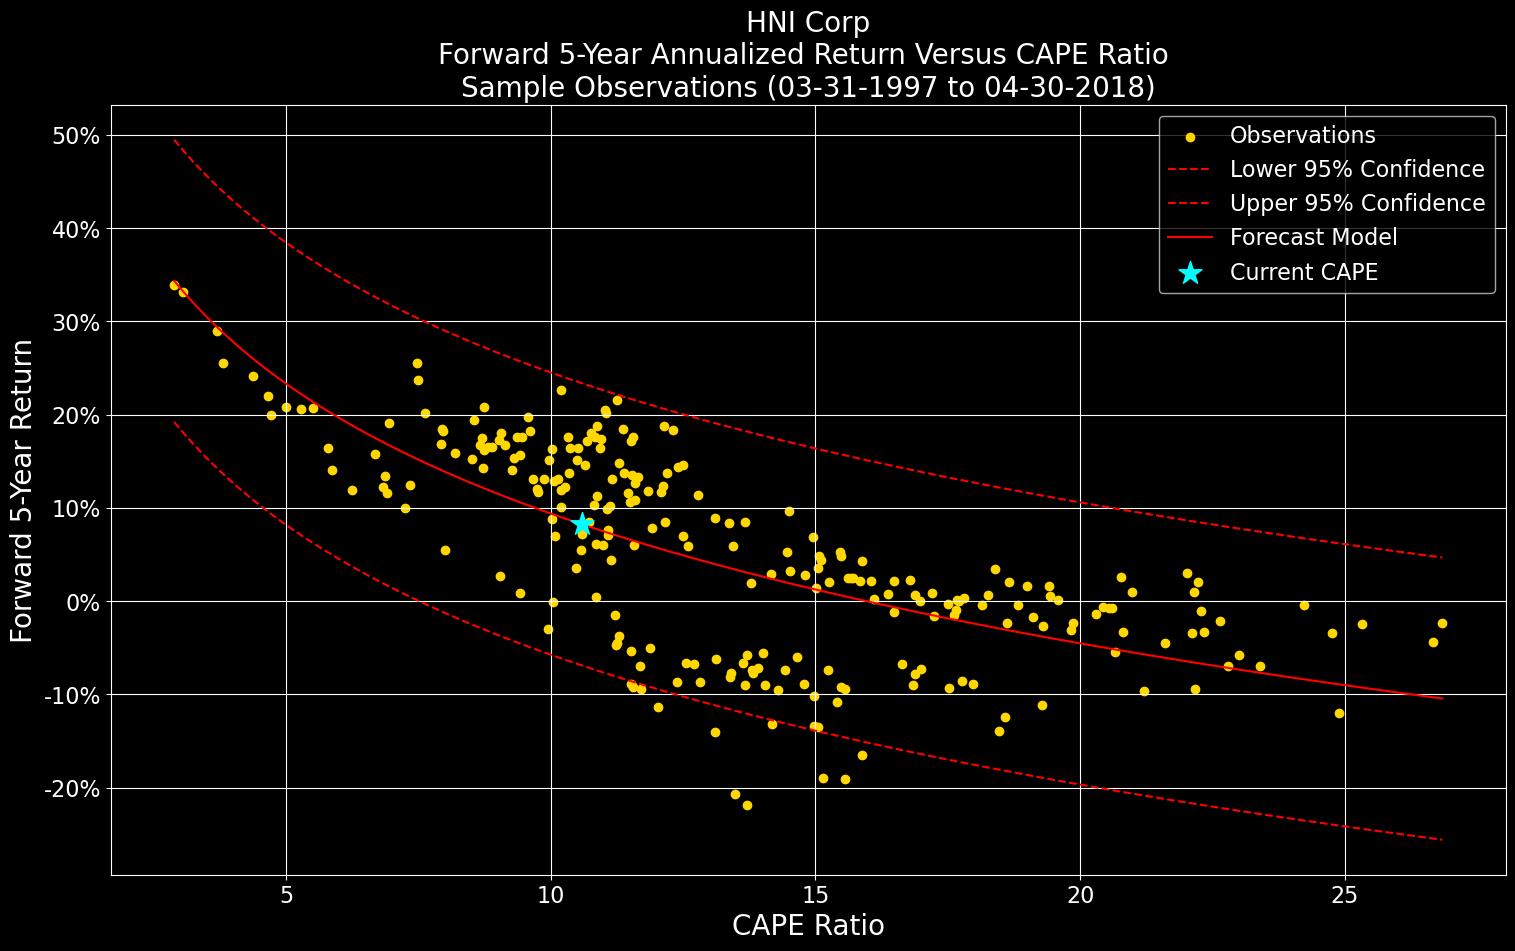 HNI Corp
Forward 5-Year Annualized Return Versus CAPE Ratio
Sample Observations (03-31-1997 to 04-30-2018)
Observations
Lower 95% Confidence
Upper 95% Confidence
Forecast Model
Current CAPE
Forward 5-Year Return
50%
40%
30%
20%
10%
0%
-10%
-20%
5 10 15 20 25
CAPE Ratio